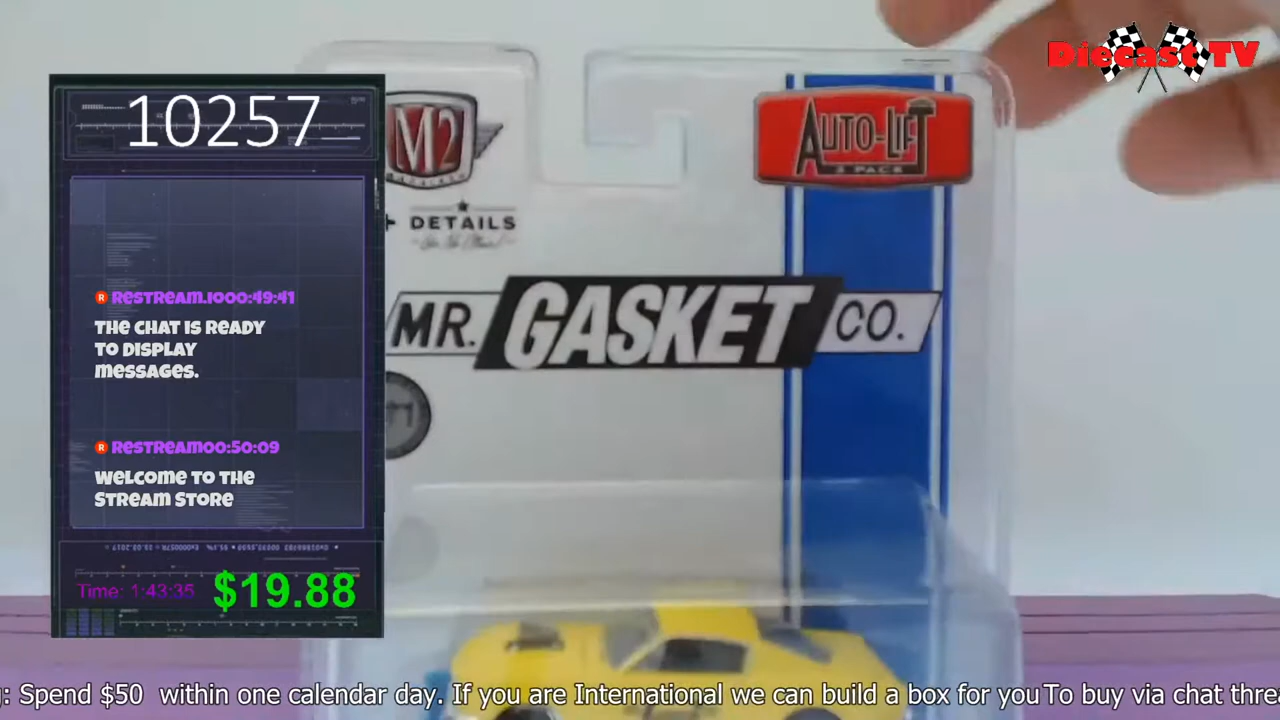 Diecast TV
10257
M2
AUTO-LIFT
2 PACK
DETAILS
MR. GASKET CO.
RESTREAM.IO00:49:41
THE CHAT IS READY
TO DISPLAY
MESSAGES.
RESTREAM00:50:09
WELCOME TO THE
STREAM STORE
Time: 1:43:35 $19.88
: Spend $50 within one calendar day. If you are International we can build a box for you To buy via chat threa